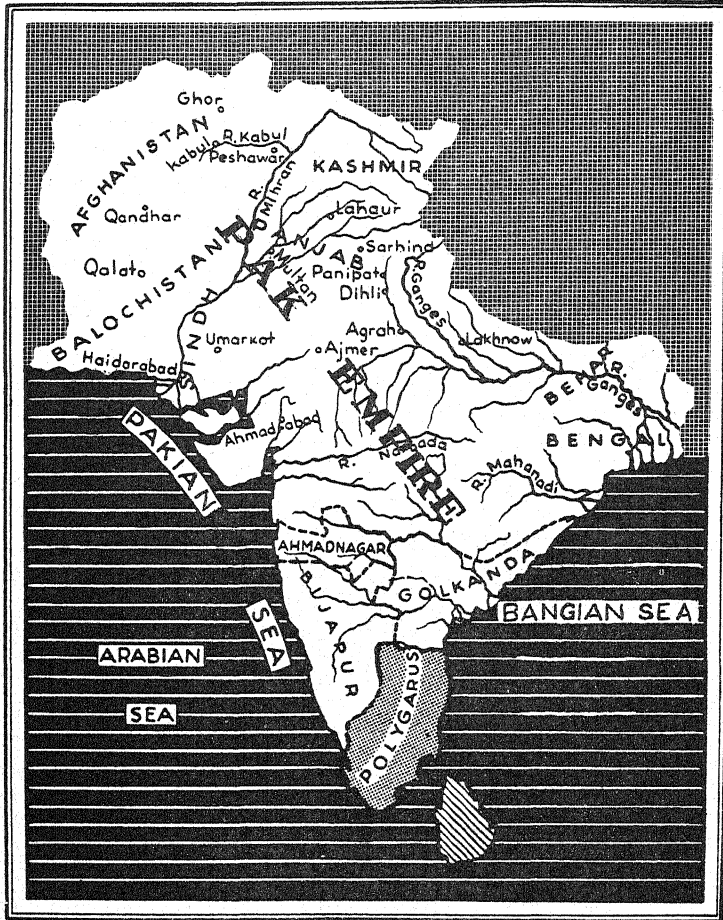 Ghor
AFGHANISTAN
Kabul
R. Kabul
Peshawar
KASHMIR
R. Mihran
Qandhar
Lahaur
PANJAB
Sarhind
Multan
Qalat
BALOCHISTAN
PAK
Panipat
Dihli
R. Ganges
SINDH
Umarkot
Agrah
Ajmer
Lakhnow
Haidarabad
BEHAR
R. Ganges
EMPIRE
Ahmadabad
BENGAL
PAKIAN
R. Narbada
R. Mahanadi
AHMADNAGAR
GOLKANDA
BIJAPUR
BANGIAN SEA
SEA
ARABIAN
SEA
POLYGARUS